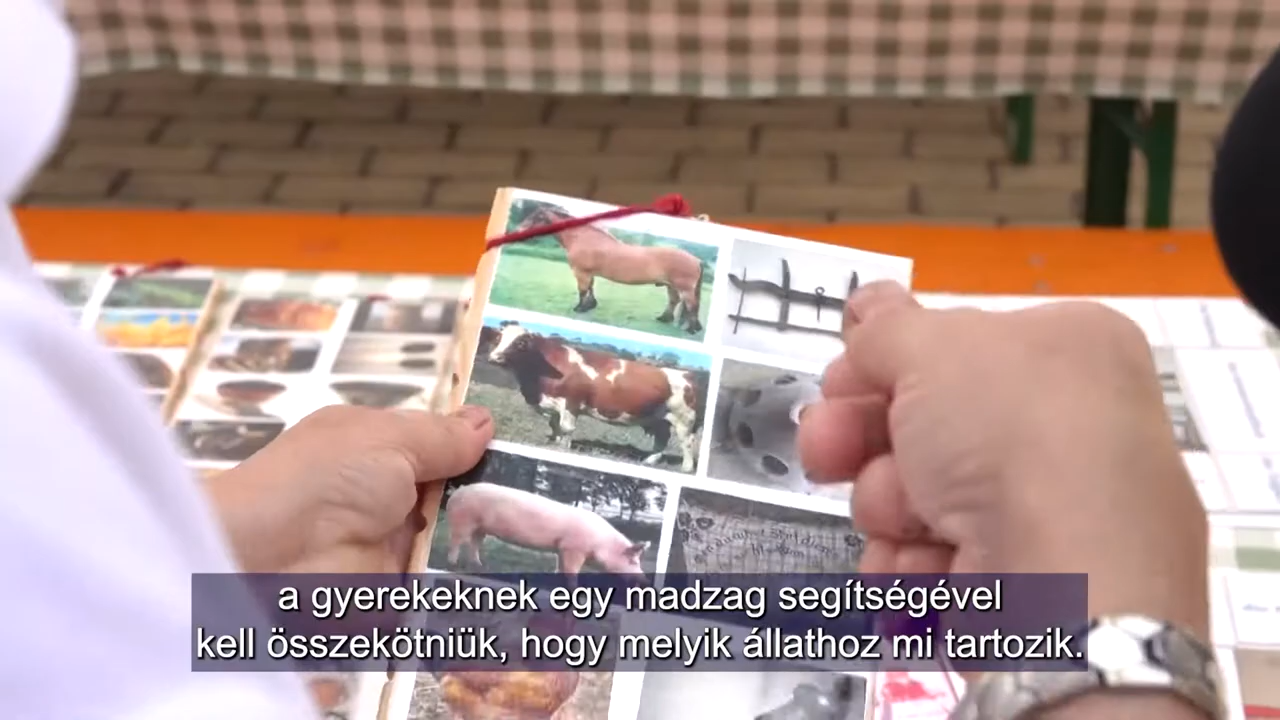 a gyerekeknek egy madzag segítségével
kell összekötniük, hogy melyik állathoz mi tartozik.